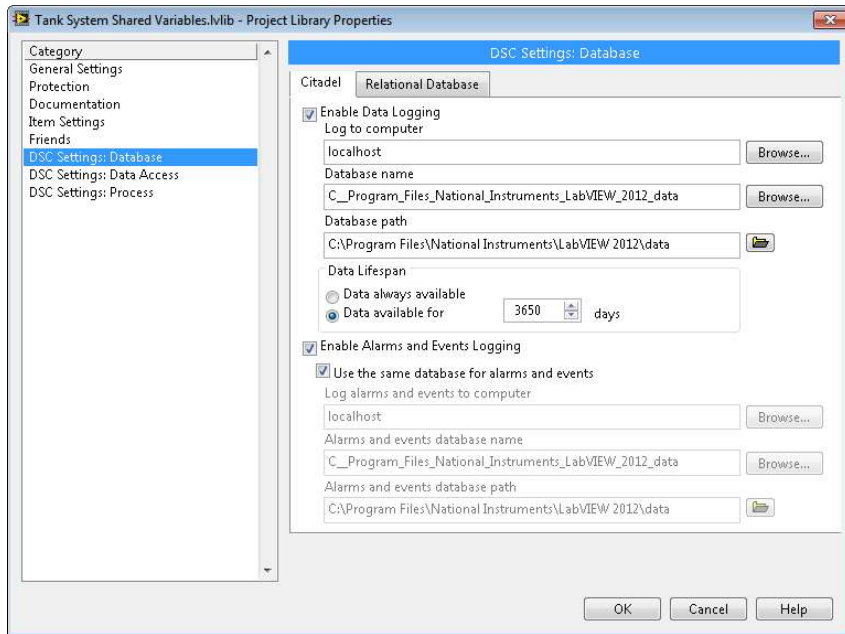 Tank System Shared Variables.lvlib - Project Library Properties
Category
General Settings
Protection
Documentation
Item Settings
Friends
DSC Settings: Database
DSC Settings: Data Access
DSC Settings: Process
DSC Settings: Database
Citadel
Relational Database
Enable Data Logging
Log to computer
localhost
Browse...
Database name
C__Program_Files_National_Instruments_LabVIEW_2012_data
Browse...
Database path
C:\Program Files\National Instruments\LabVIEW 2012\data
Data Lifespan
Data always available
Data available for 3650 days
Enable Alarms and Events Logging
Use the same database for alarms and events
Log alarms and events to computer
localhost
Browse...
Alarms and events database name
C__Program_Files_National_Instruments_LabVIEW_2012_data
Browse...
Alarms and events database path
C:\Program Files\National Instruments\LabVIEW 2012\data
OK
Cancel
Help